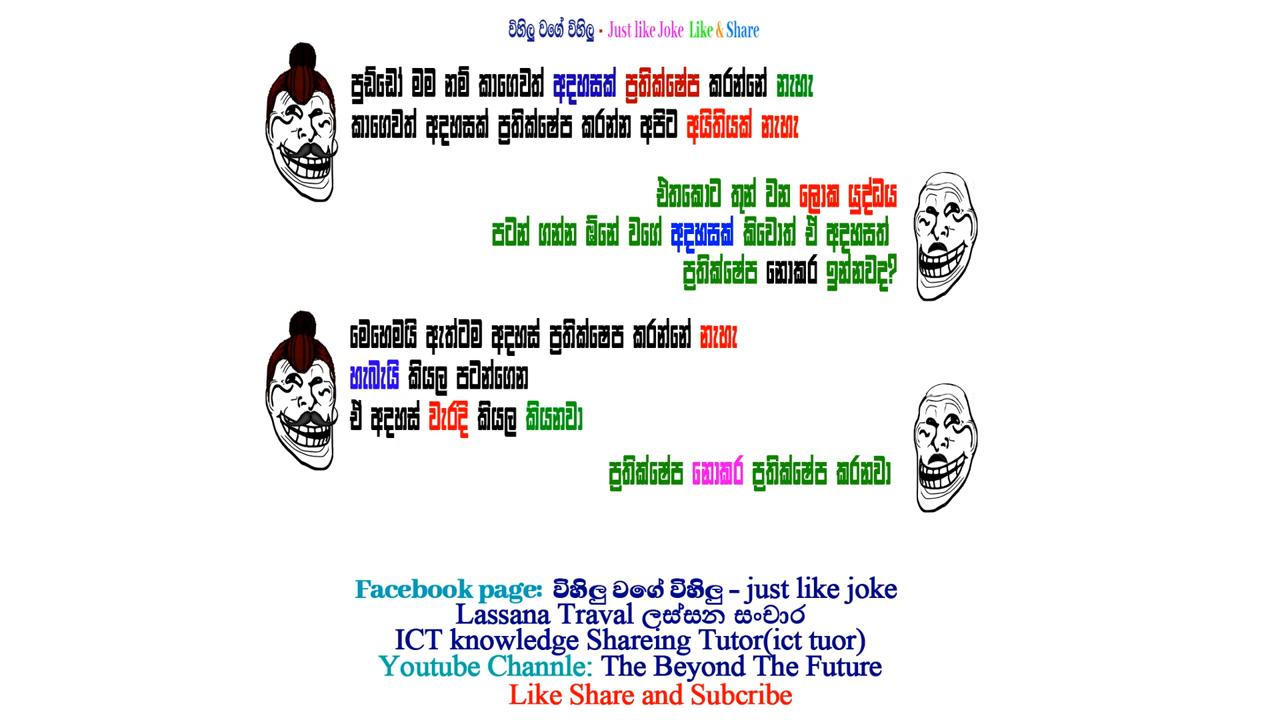 විහිලු වගේ විහිලු - Just like Joke Like & Share
පුඩ්ඩෝ මම නම් කාගෙවත් අදහසක් ප්‍රතික්ෂේප කරන්නේ නැහැ
කාගෙවත් අදහසක් ප්‍රතික්ෂේප කරන්න අපිට අයිතියක් නැහැ
එතකොට තුන් වන ලොක යුද්ධය
පටන් ගන්න ඕනේ වගේ අදහසක් කිවොත් ඒ අදහසත්
ප්‍රතික්ෂේප නොකර ඉන්නවද?
මෙහෙමයි ඇත්ටම අදහස් ප්‍රතික්ෂෙප කරන්නේ නැහැ
හැබැයි කියල පටන්ගෙන
ඒ අදහස් වැරදි කියල කියනවා
ප්‍රතික්ෂේප නොකර ප්‍රතික්ෂේප කරනවා
Facebook page: විහිලු වගේ විහිලු - just like joke
Lassana Traval ලස්සන සංචාර
ICT knowledge Shareing Tutor(ict tuor)
Youtube Channle: The Beyond The Future
Like Share and Subcribe